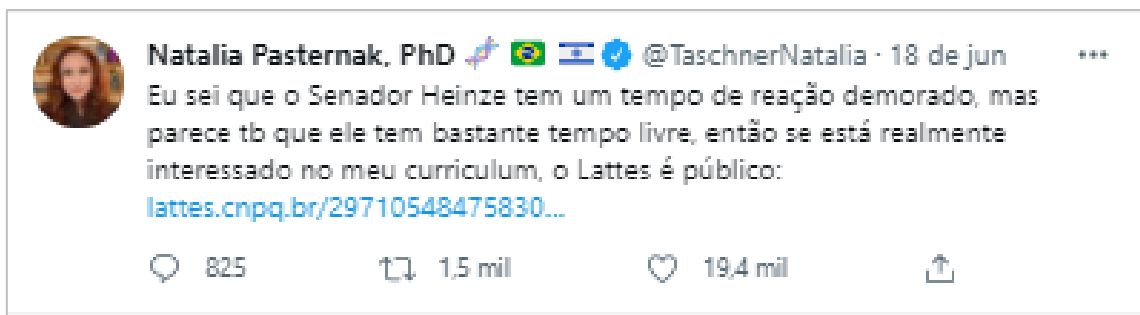 Natalia Pasternak, PhD 🧬 🇧🇷 🇮🇱 @TaschnerNatalia · 18 de jun
Eu sei que o Senador Heinze tem um tempo de reação demorado, mas
parece tb que ele tem bastante tempo livre, então se está realmente
interessado no meu curriculum, o Lattes é público:
lattes.cnpq.br/29710548475830...
825 1,5 mil 19,4 mil